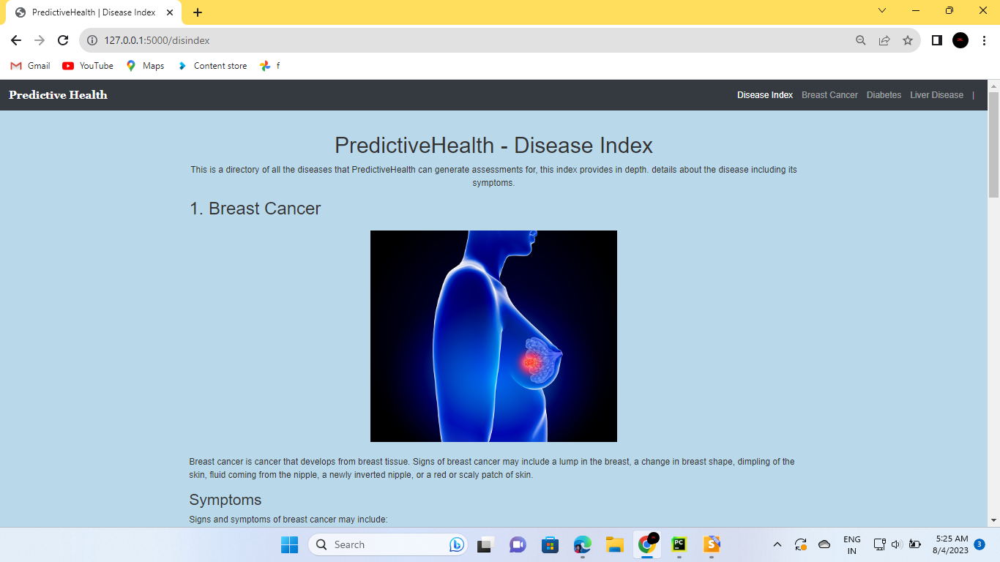 PredictiveHealth | Disease Index
127.0.0.1:5000/disindex
Gmail YouTube Maps Content store f
Predictive Health Disease Index Breast Cancer Diabetes Liver Disease |
PredictiveHealth - Disease Index
This is a directory of all the diseases that PredictiveHealth can generate assessments for, this index provides in depth. details about the disease including its
symptoms.
1. Breast Cancer
Breast cancer is cancer that develops from breast tissue. Signs of breast cancer may include a lump in the breast, a change in breast shape, dimpling of the
skin, fluid coming from the nipple, a newly inverted nipple, or a red or scaly patch of skin.
Symptoms
Signs and symptoms of breast cancer may include:
Search
PC
S
ENG
IN
5:25 AM
8/4/2023
3